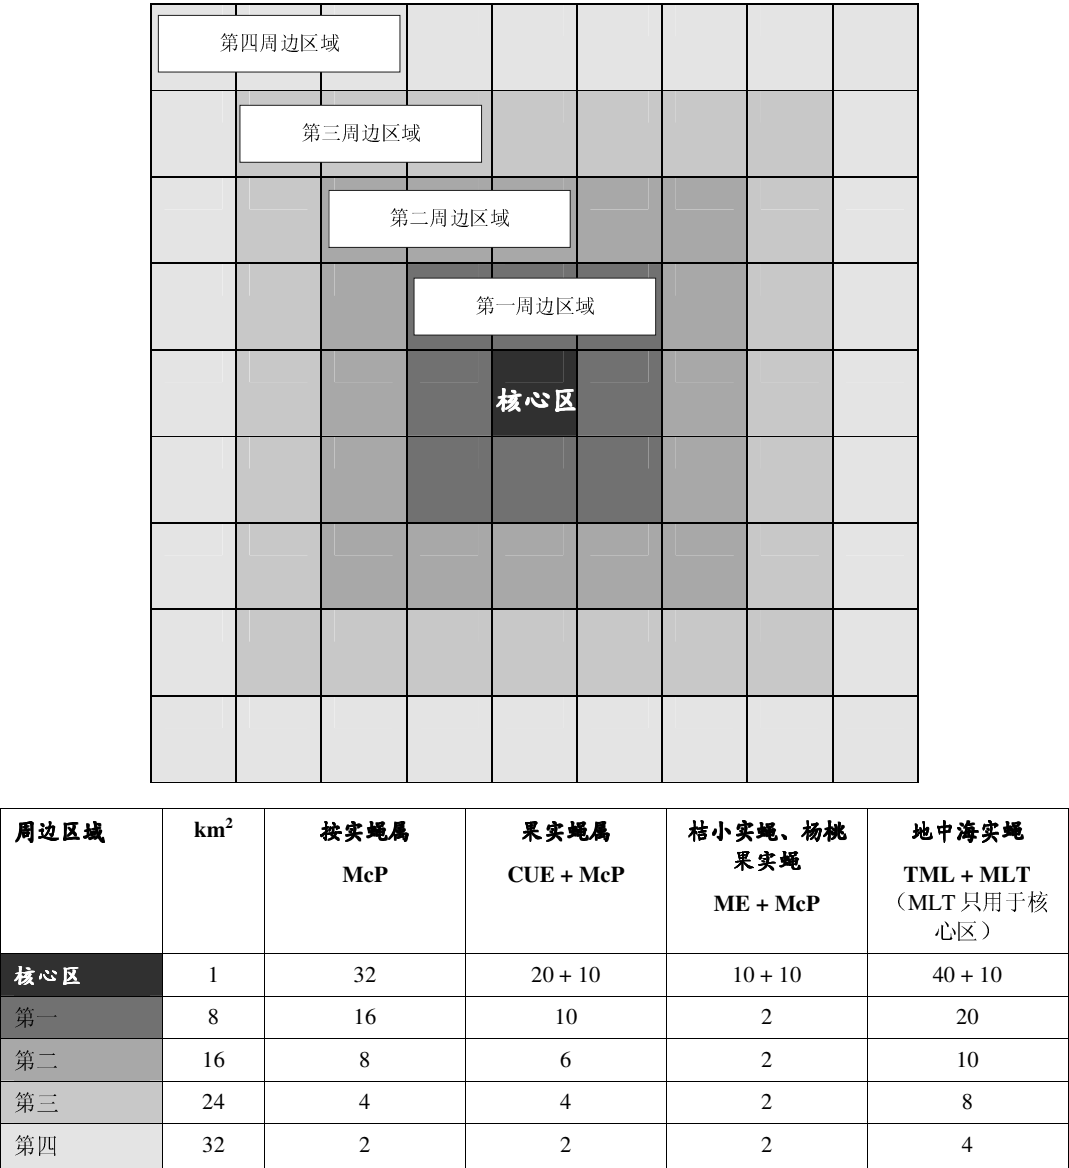 第四周边区域
第三周边区域
第二周边区域
第一周边区域
核心区
周边区域 km² 按实蝇属 果实蝇属 桔小实蝇、杨桃 地中海实蝇
果实蝇
McP CUE + McP ME + McP TML + MLT
（MLT 只用于核
心区）
核心区 1 32 20 + 10 10 + 10 40 + 10
第一 8 16 10 2 20
第二 16 8 6 2 10
第三 24 4 4 2 8
第四 32 2 2 2 4